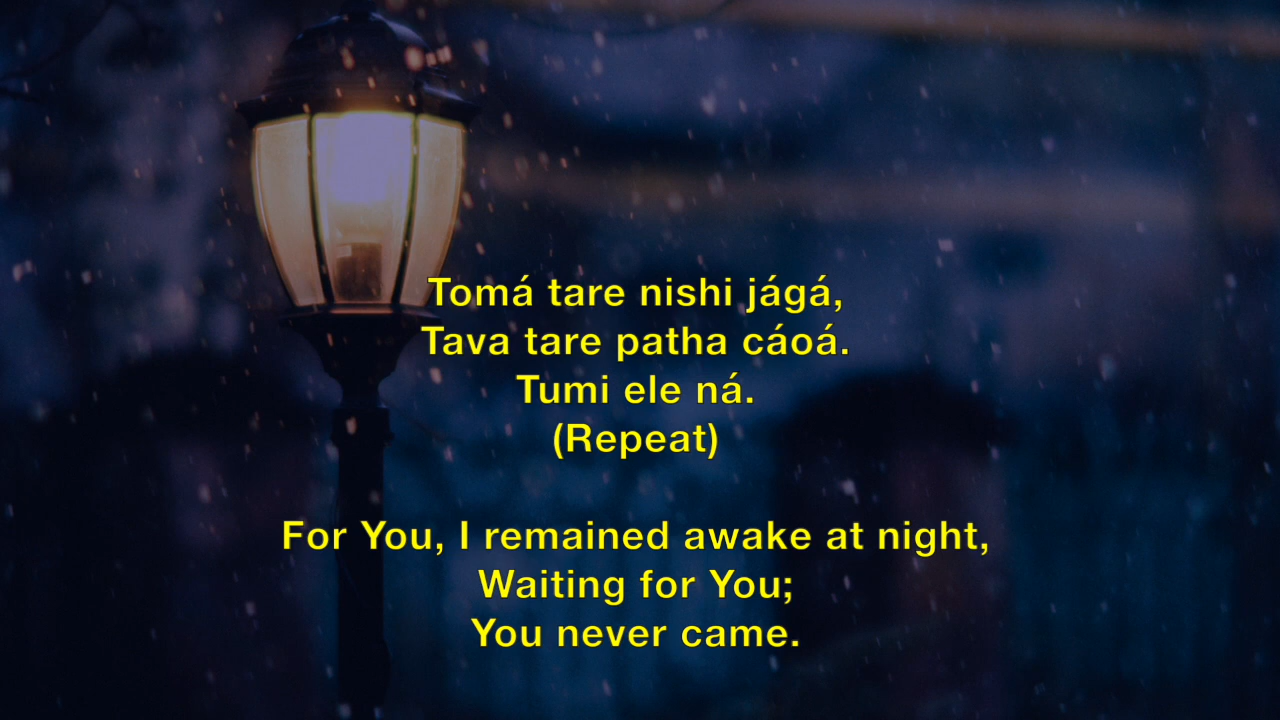 Tomá tare nishi jágá,
Tava tare patha cáoá.
Tumi ele ná.
(Repeat)
For You, I remained awake at night,
Waiting for You;
You never came.